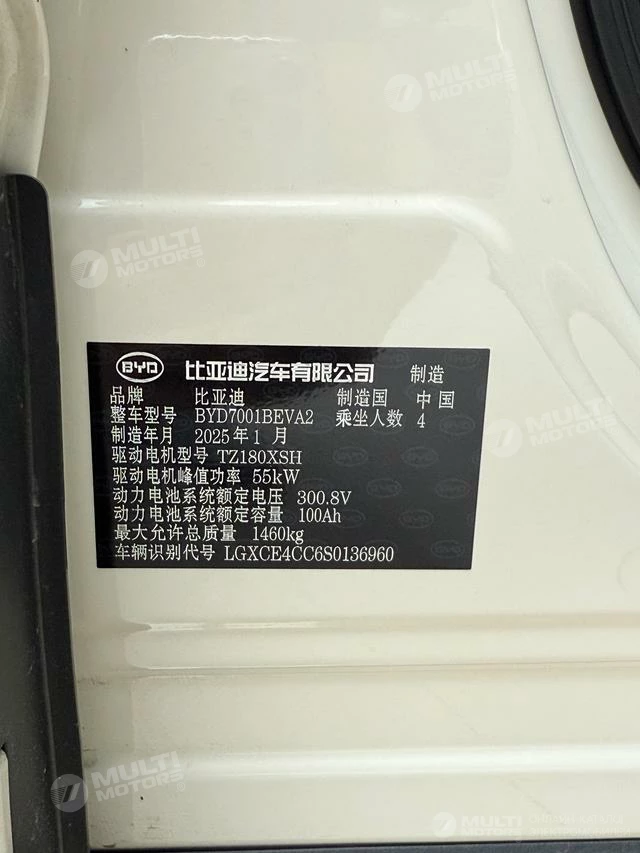 MULTI
MOTORS
MULTI
MOTORS
BYD 比亚迪汽车有限公司 制造
品牌 比亚迪 制造国 中国
整车型号 BYD7001BEVA2 乘坐人数 4
制造年月 2025年1月
驱动电机型号 TZ180XSH
驱动电机峰值功率 55kW
动力电池系统额定电压 300.8V
动力电池系统额定容量 100Ah
最大允许总质量 1460kg
车辆识别代号 LGXCE4CC6S0136960
MULTI
MOTORS®
MULTI
MOTORS